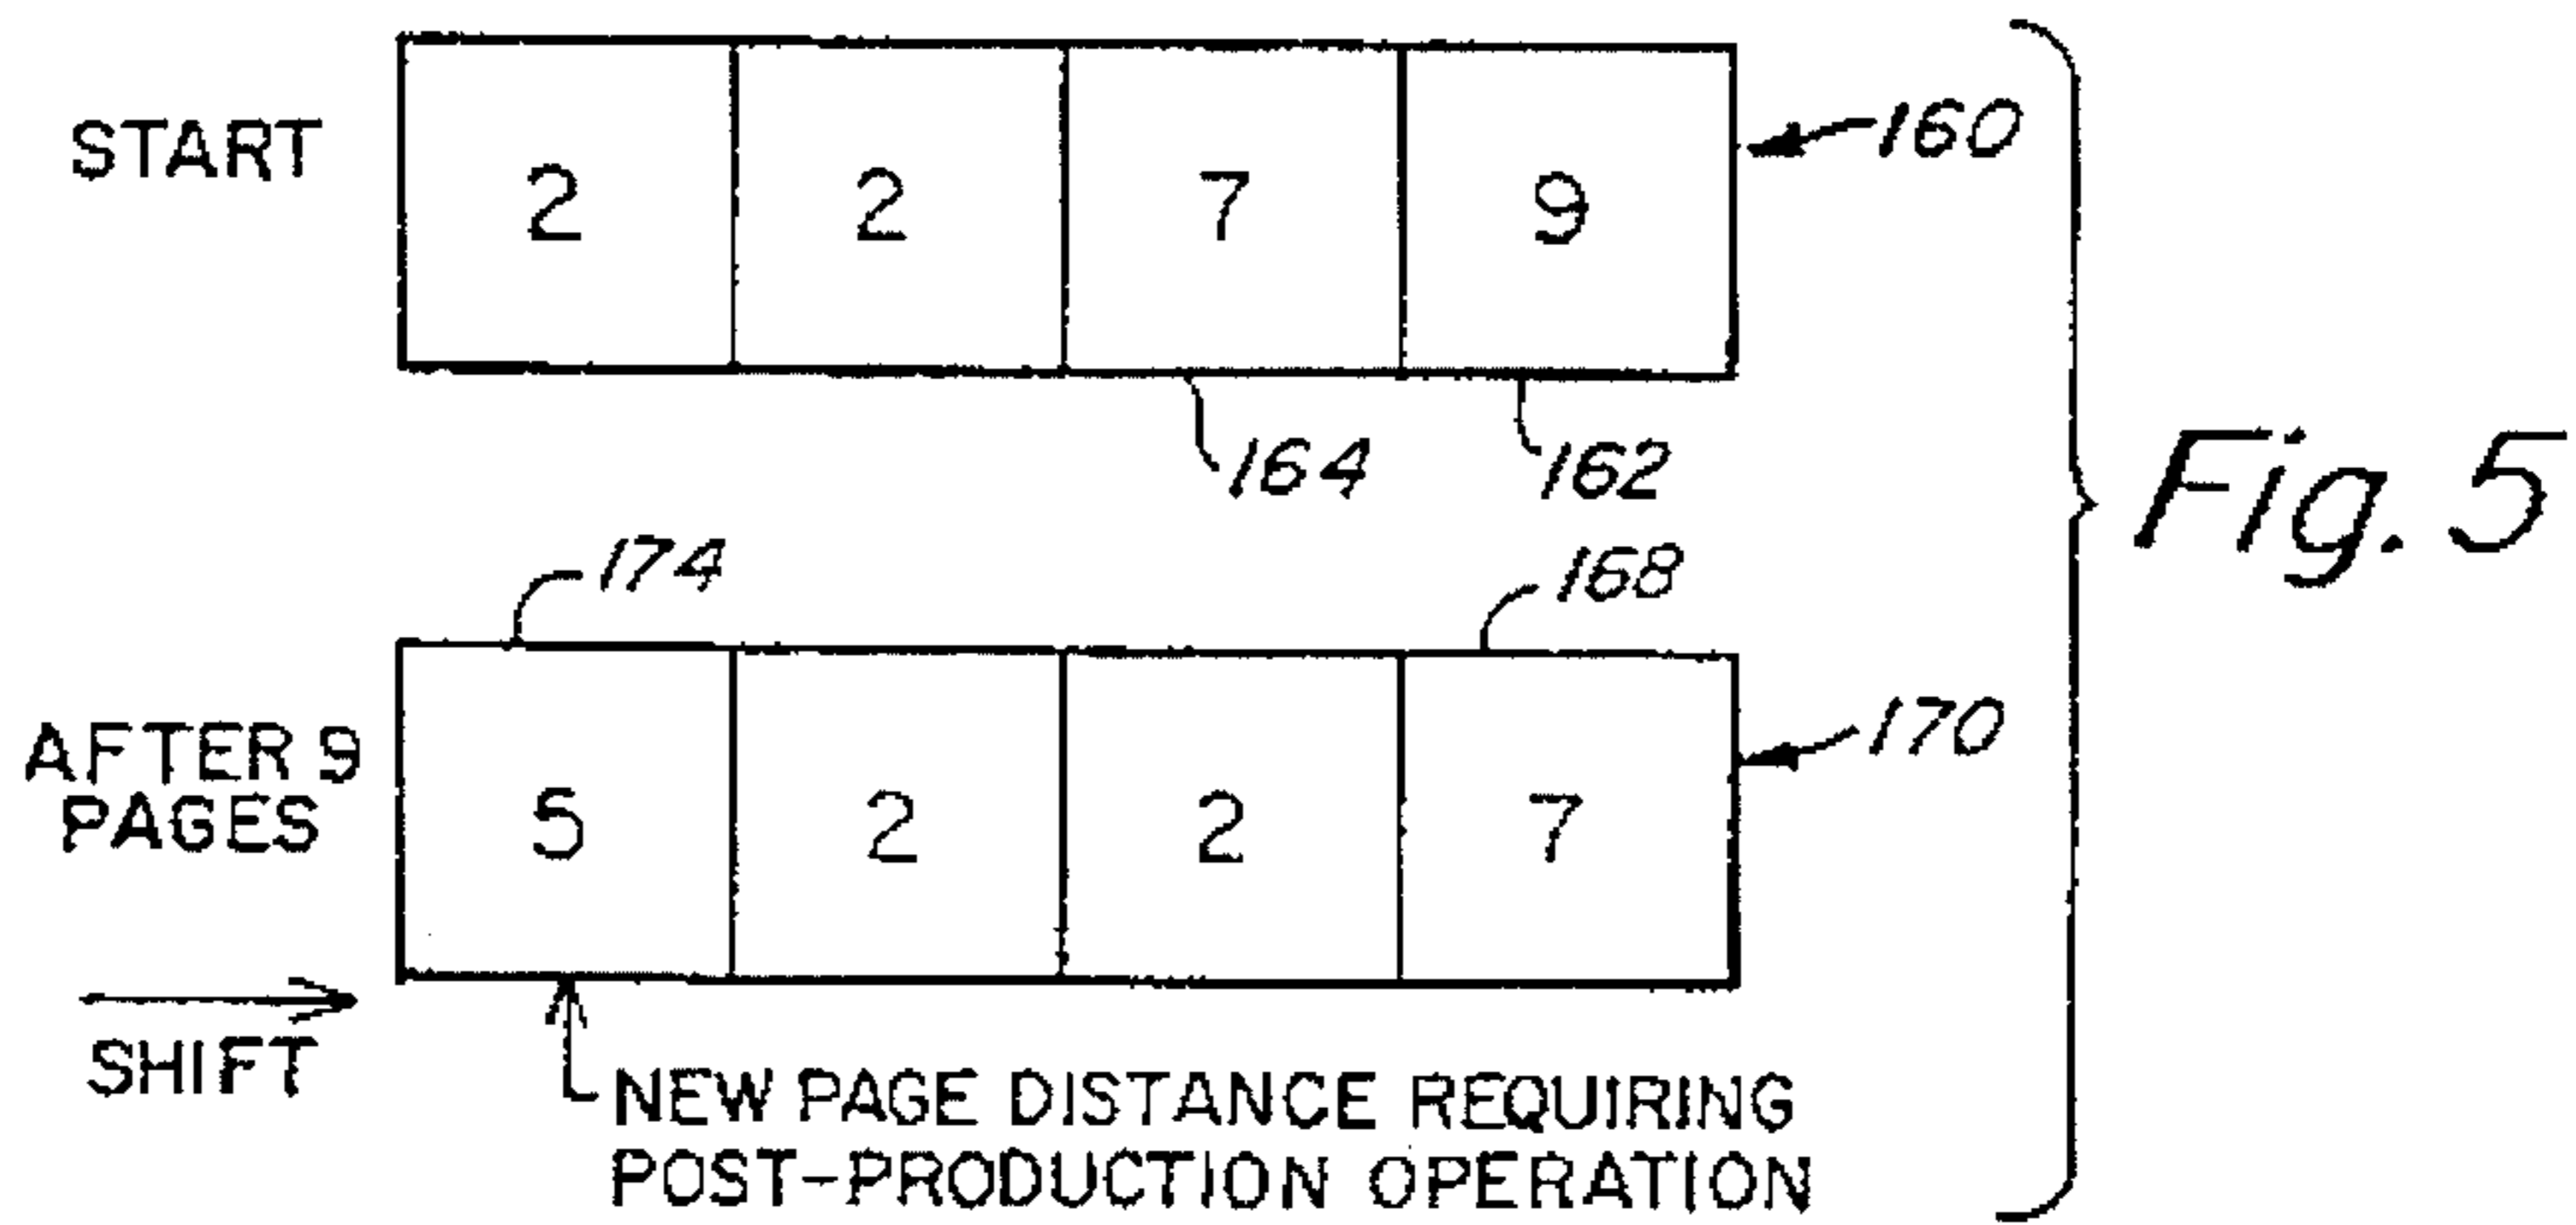 START
2 2 7 9
160
164 162
Fig. 5
174 168
AFTER 9
PAGES
5 2 2 7
170
SHIFT
NEW PAGE DISTANCE REQUIRING
POST-PRODUCTION OPERATION